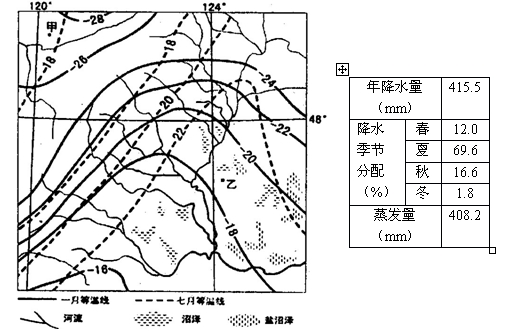 120°
124°
甲
-28
-26
-18
-18
-20
-22
-24
-22
48°
-20
乙
-18
-16
一月等温线
七月等温线
河流
沼泽
盐沼泽
年降水量
(mm)
415.5
降水
季节
分配
(%)
春
12.0
夏
69.6
秋
16.6
冬
1.8
蒸发量
(mm)
408.2